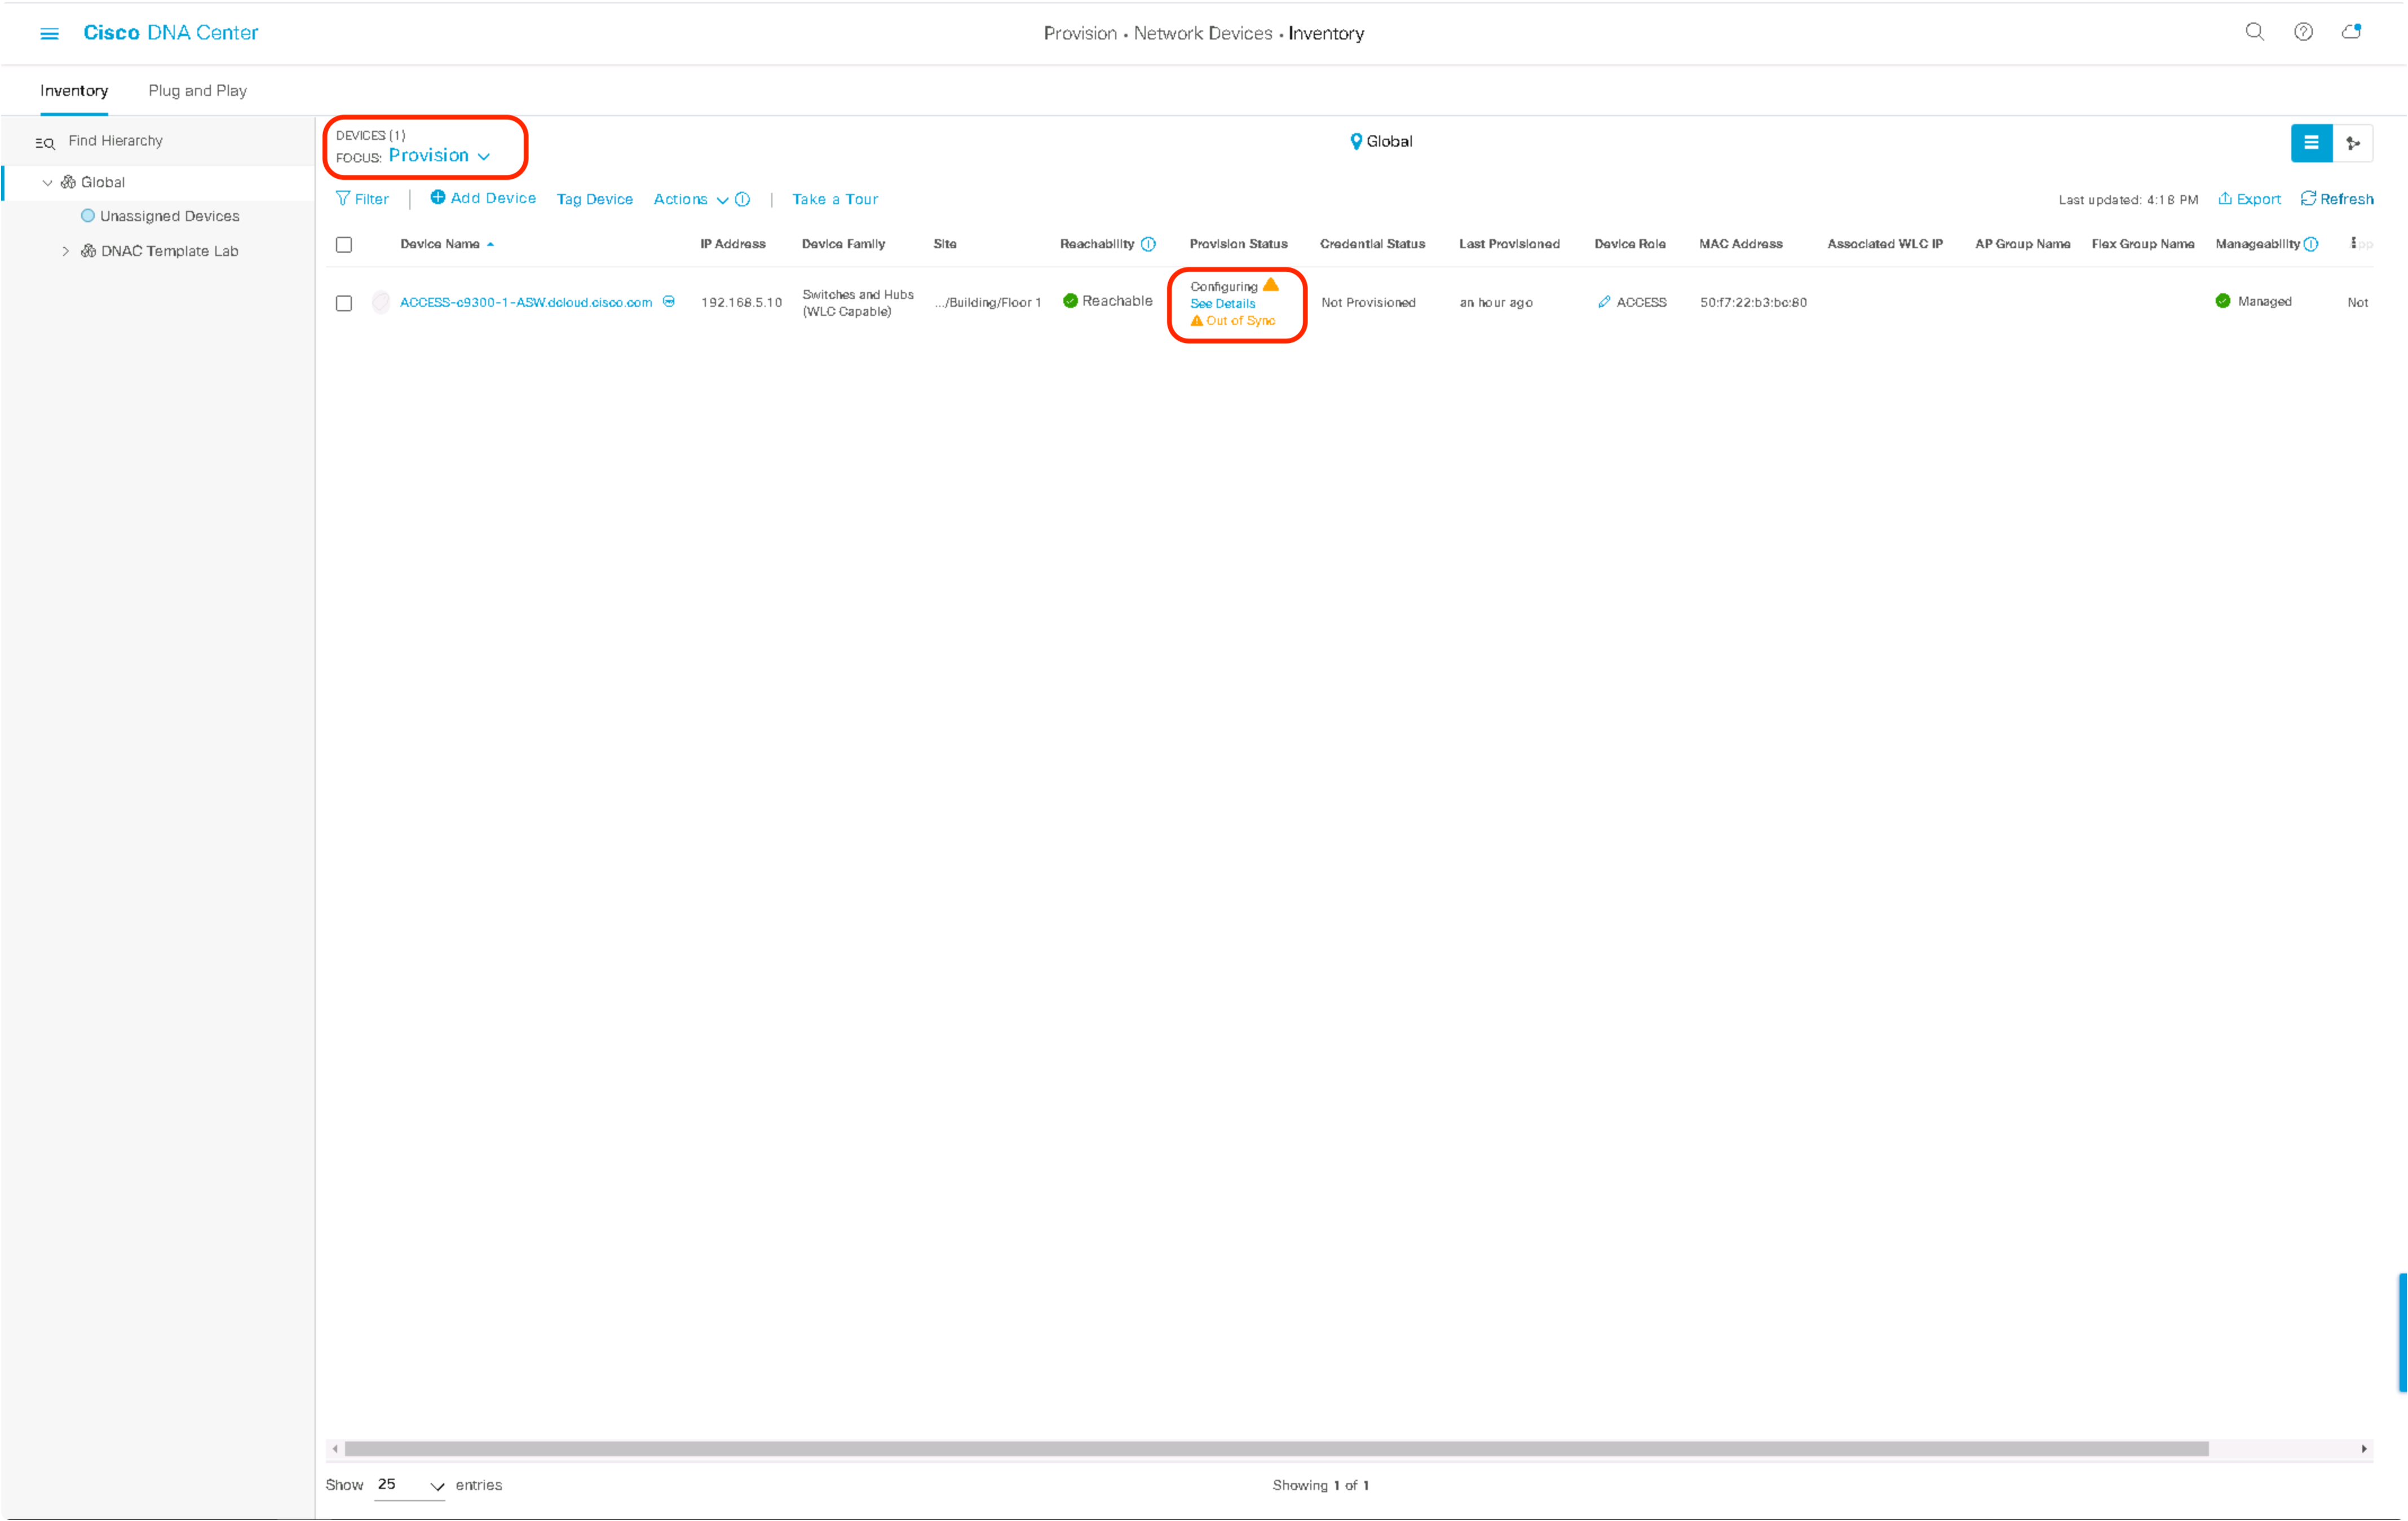 Cisco DNA Center
Provision • Network Devices • Inventory
Inventory Plug and Play
Find Hierarchy
Global
Unassigned Devices
DNAC Template Lab
DEVICES (1)
FOCUS: Provision
Global
Filter | Add Device Tag Device Actions | Take a Tour
Last updated: 4:18 PM Export Refresh
Device Name IP Address Device Family Site Reachability Provision Status Credential Status Last Provisioned Device Role MAC Address Associated WLC IP AP Group Name Flex Group Name Manageability
ACCESS-c9300-1-ASW.dcloud.cisco.com 192.168.5.10 Switches and Hubs (WLC Capable) .../Building/Floor 1 Reachable
Configuring
See Details
Out of Sync
Not Provisioned an hour ago ACCESS 50:f7:22:b3:bc:80 Managed Not
Show 25 entries
Showing 1 of 1